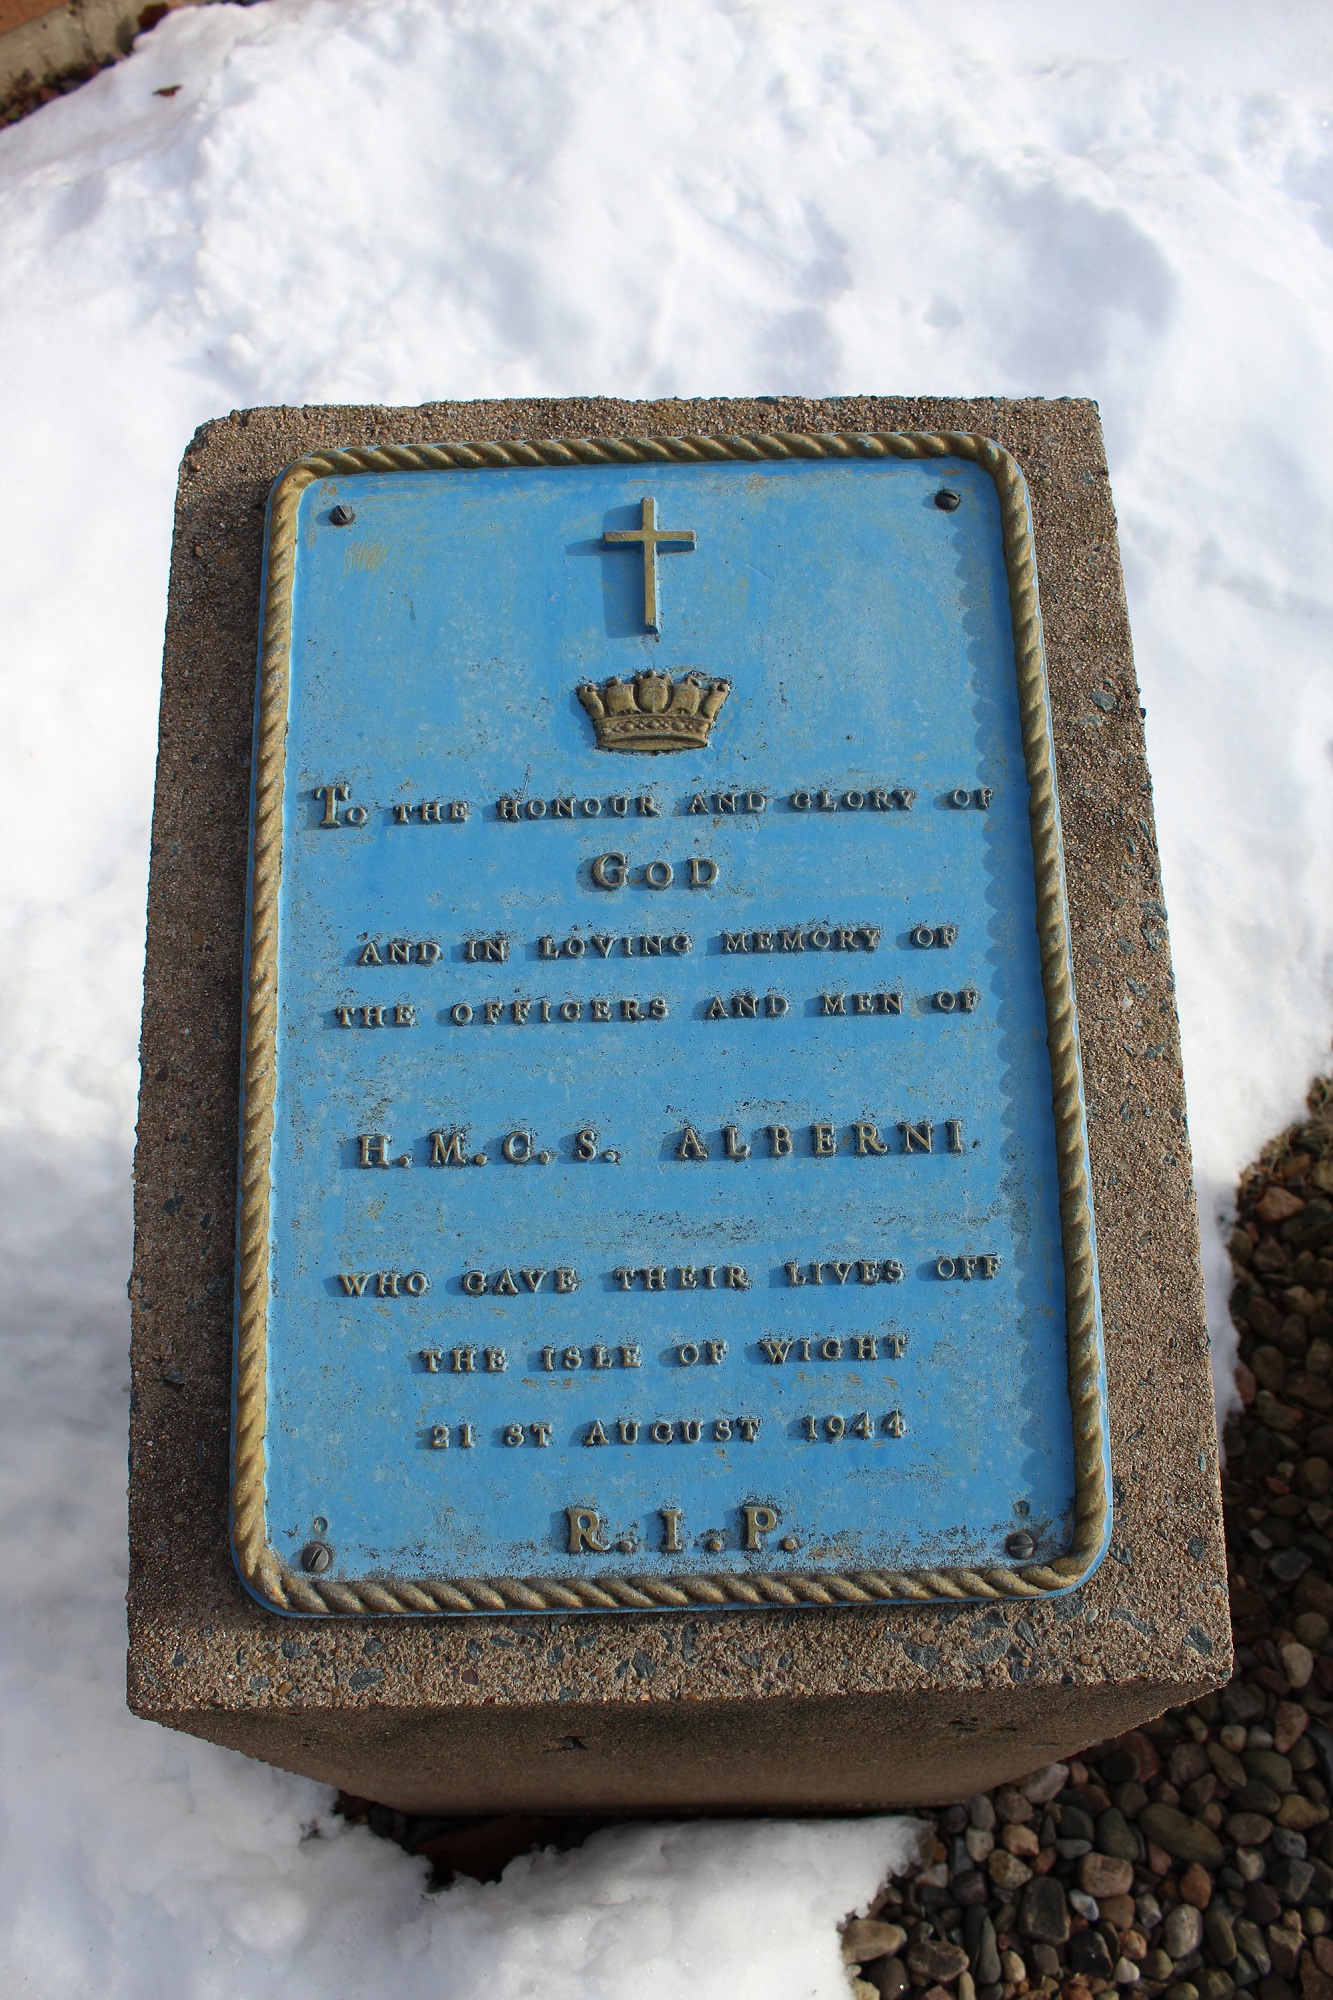 To the honour and glory of
God
and in loving memory of
the officers and men of
H.M.C.S. ALBERNI
who gave their lives off
the Isle of Wight
21 st August 1944
R.I.P.